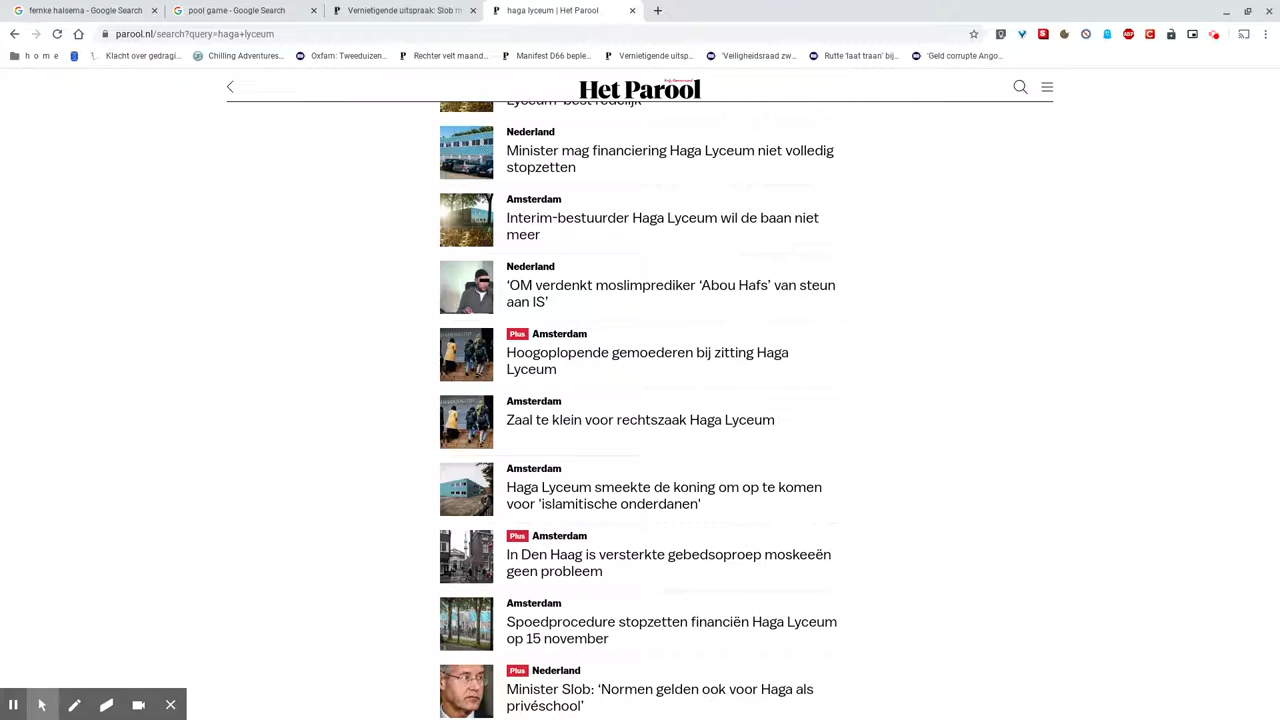 femke halsema - Google Search
pool game - Google Search
Vernietigende uitspraak: Slob m
haga lyceum | Het Parool
parool.nl/search?query=haga+lyceum
h o m e
Klacht over gedragi...
Chilling Adventures...
Oxfam: Tweeduizen...
Rechter velt maand...
Manifest D66 beple...
Vernietigende uitsp...
'Veiligheidsraad zw...
Rutte 'laat traan' bij...
'Geld corrupte Ango...
Het Parool
Lyceum 'best redelijk'
Nederland
Minister mag financiering Haga Lyceum niet volledig
stopzetten
Amsterdam
Interim-bestuurder Haga Lyceum wil de baan niet
meer
Nederland
‘OM verdenkt moslimprediker ‘Abou Hafs’ van steun
aan IS’
Plus Amsterdam
Hoogoplopende gemoederen bij zitting Haga
Lyceum
Amsterdam
Zaal te klein voor rechtszaak Haga Lyceum
Amsterdam
Haga Lyceum smeekte de koning om op te komen
voor 'islamitische onderdanen'
Plus Amsterdam
In Den Haag is versterkte gebedsoproep moskeeën
geen probleem
Amsterdam
Spoedprocedure stopzetten financiën Haga Lyceum
op 15 november
Plus Nederland
Minister Slob: ‘Normen gelden ook voor Haga als
privéschool’